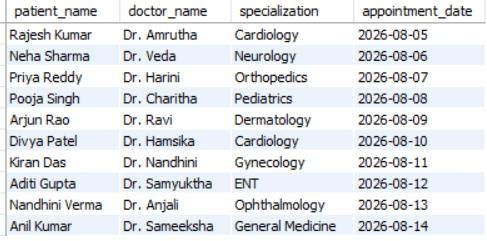 patient_name doctor_name specialization appointment_date
Rajesh Kumar Dr. Amrutha Cardiology 2026-08-05
Neha Sharma Dr. Veda Neurology 2026-08-06
Priya Reddy Dr. Harini Orthopedics 2026-08-07
Pooja Singh Dr. Charitha Pediatrics 2026-08-08
Arjun Rao Dr. Ravi Dermatology 2026-08-09
Divya Patel Dr. Hamsika Cardiology 2026-08-10
Kiran Das Dr. Nandhini Gynecology 2026-08-11
Aditi Gupta Dr. Samyuktha ENT 2026-08-12
Nandhini Verma Dr. Anjali Ophthalmology 2026-08-13
Anil Kumar Dr. Sameeksha General Medicine 2026-08-14